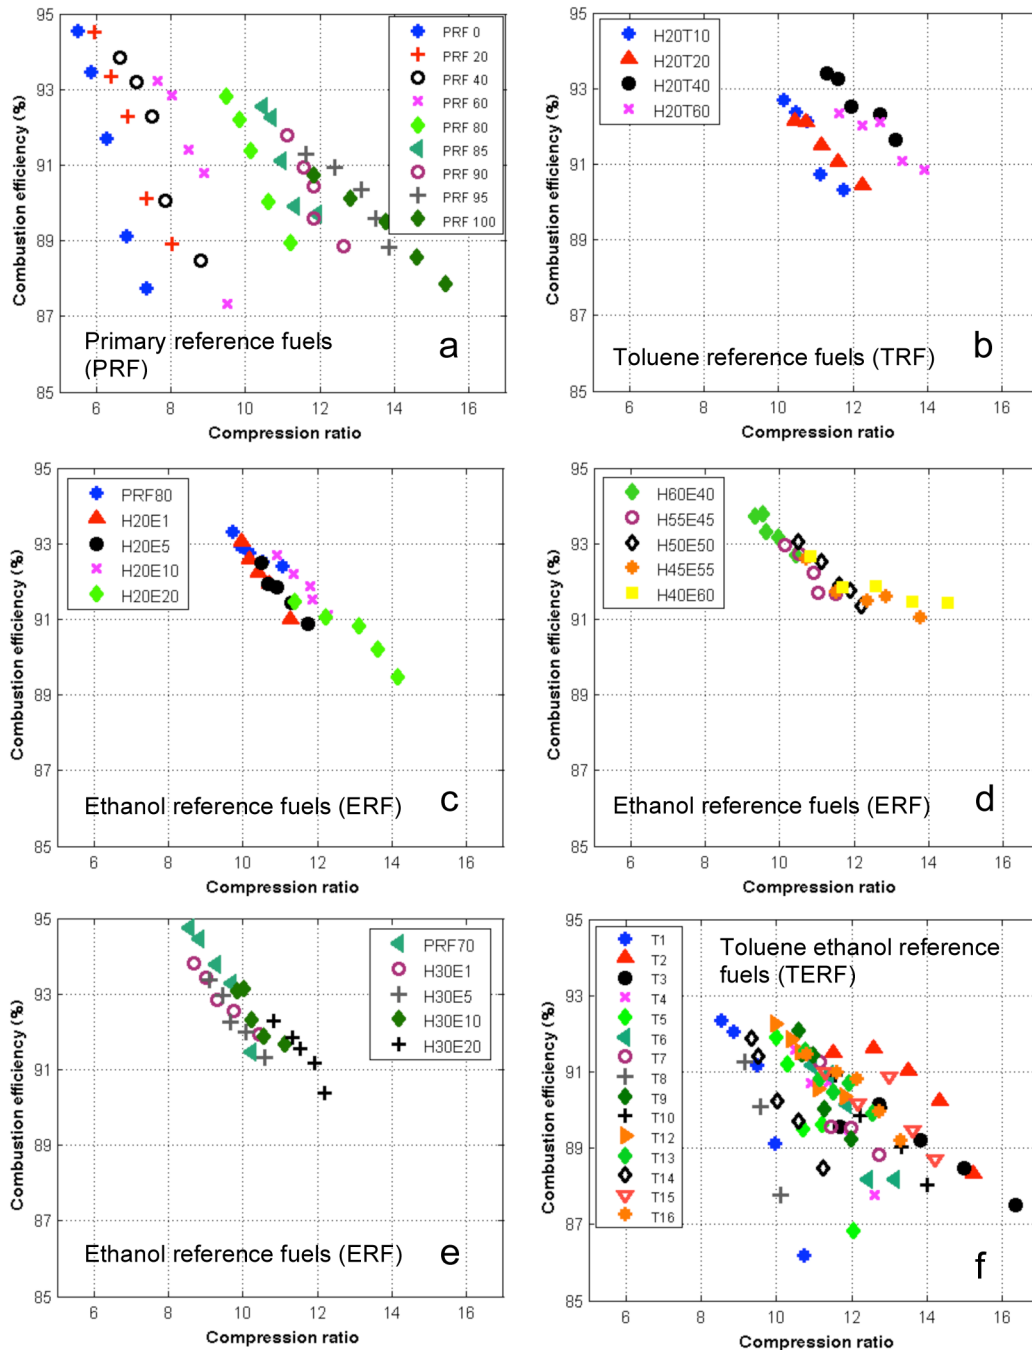 95
93
91
89
87
85
6
8
10
12
14
16
Combustion efficiency (%)
Compression ratio
PRF 0
PRF 20
PRF 40
PRF 60
PRF 80
PRF 85
PRF 90
PRF 95
PRF 100
Primary reference fuels
(PRF)
a
95
93
91
89
87
85
6
8
10
12
14
16
Combustion efficiency (%)
Compression ratio
H20T10
H20T20
H20T40
H20T60
Toluene reference fuels (TRF)
b
95
93
91
89
87
85
6
8
10
12
14
16
Combustion efficiency (%)
Compression ratio
PRF80
H20E1
H20E5
H20E10
H20E20
Ethanol reference fuels (ERF)
c
95
93
91
89
87
85
6
8
10
12
14
16
Combustion efficiency (%)
Compression ratio
H60E40
H55E45
H50E50
H45E55
H40E60
Ethanol reference fuels (ERF)
d
95
93
91
89
87
85
6
8
10
12
14
16
Combustion efficiency (%)
Compression ratio
PRF70
H30E1
H30E5
H30E10
H30E20
Ethanol reference fuels (ERF)
e
95
93
91
89
87
85
6
8
10
12
14
16
Combustion efficiency (%)
Compression ratio
T1
T2
T3
T4
T5
T6
T7
T8
T9
T10
T12
T13
T14
T15
T16
Toluene ethanol reference
fuels (TERF)
f